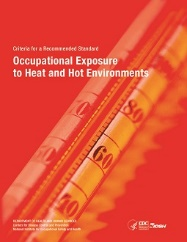 Criteria for a Recommended Standard
Occupational Exposure
to Heat and Hot Environments
60
80
DEPARTMENT OF HEALTH AND HUMAN SERVICES
Centers for Disease Control and Prevention
National Institute for Occupational Safety and Health
CDC
NIOSH